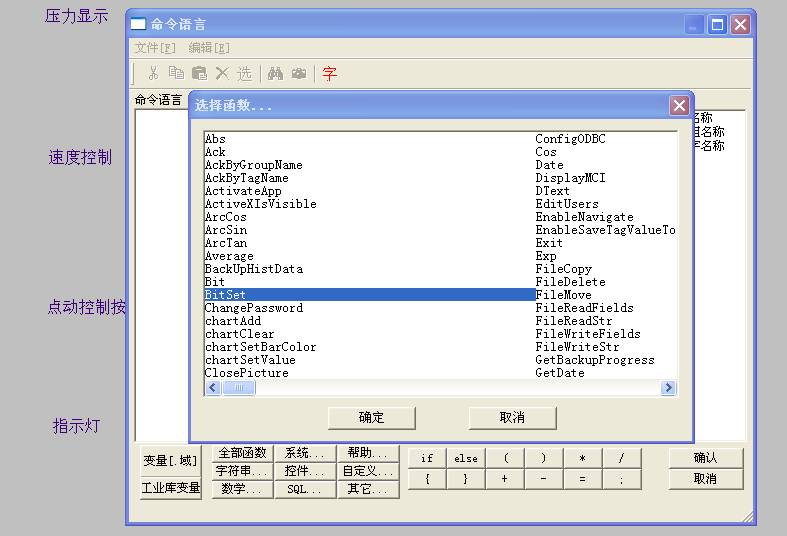 压力显示
速度控制
点动控制按
指示灯
命令语言
文件[F] 编辑[E]
选 字
命令语言
名称
组名称
字名称
选择函数...
Abs
Ack
AckByGroupName
AckByTagName
ActivateApp
ActiveXIsVisible
ArcCos
ArcSin
ArcTan
Average
BackUpHistData
Bit
BitSet
ChangePassword
chartAdd
chartClear
chartSetBarColor
chartSetValue
ClosePicture
ConfigODBC
Cos
Date
DisplayMCI
DText
EditUsers
EnableNavigate
EnableSaveTagValueTo
Exit
Exp
FileCopy
FileDelete
FileMove
FileReadFields
FileReadStr
FileWriteFields
FileWriteStr
GetBackupProgress
GetDate
确定 取消
变量[.域]
工业库变量
全部函数 系统... 帮助...
字符串... 控件... 自定义...
数学... SQL... 其它...
if else ( ) * /
{ } + - = ;
确认
取消